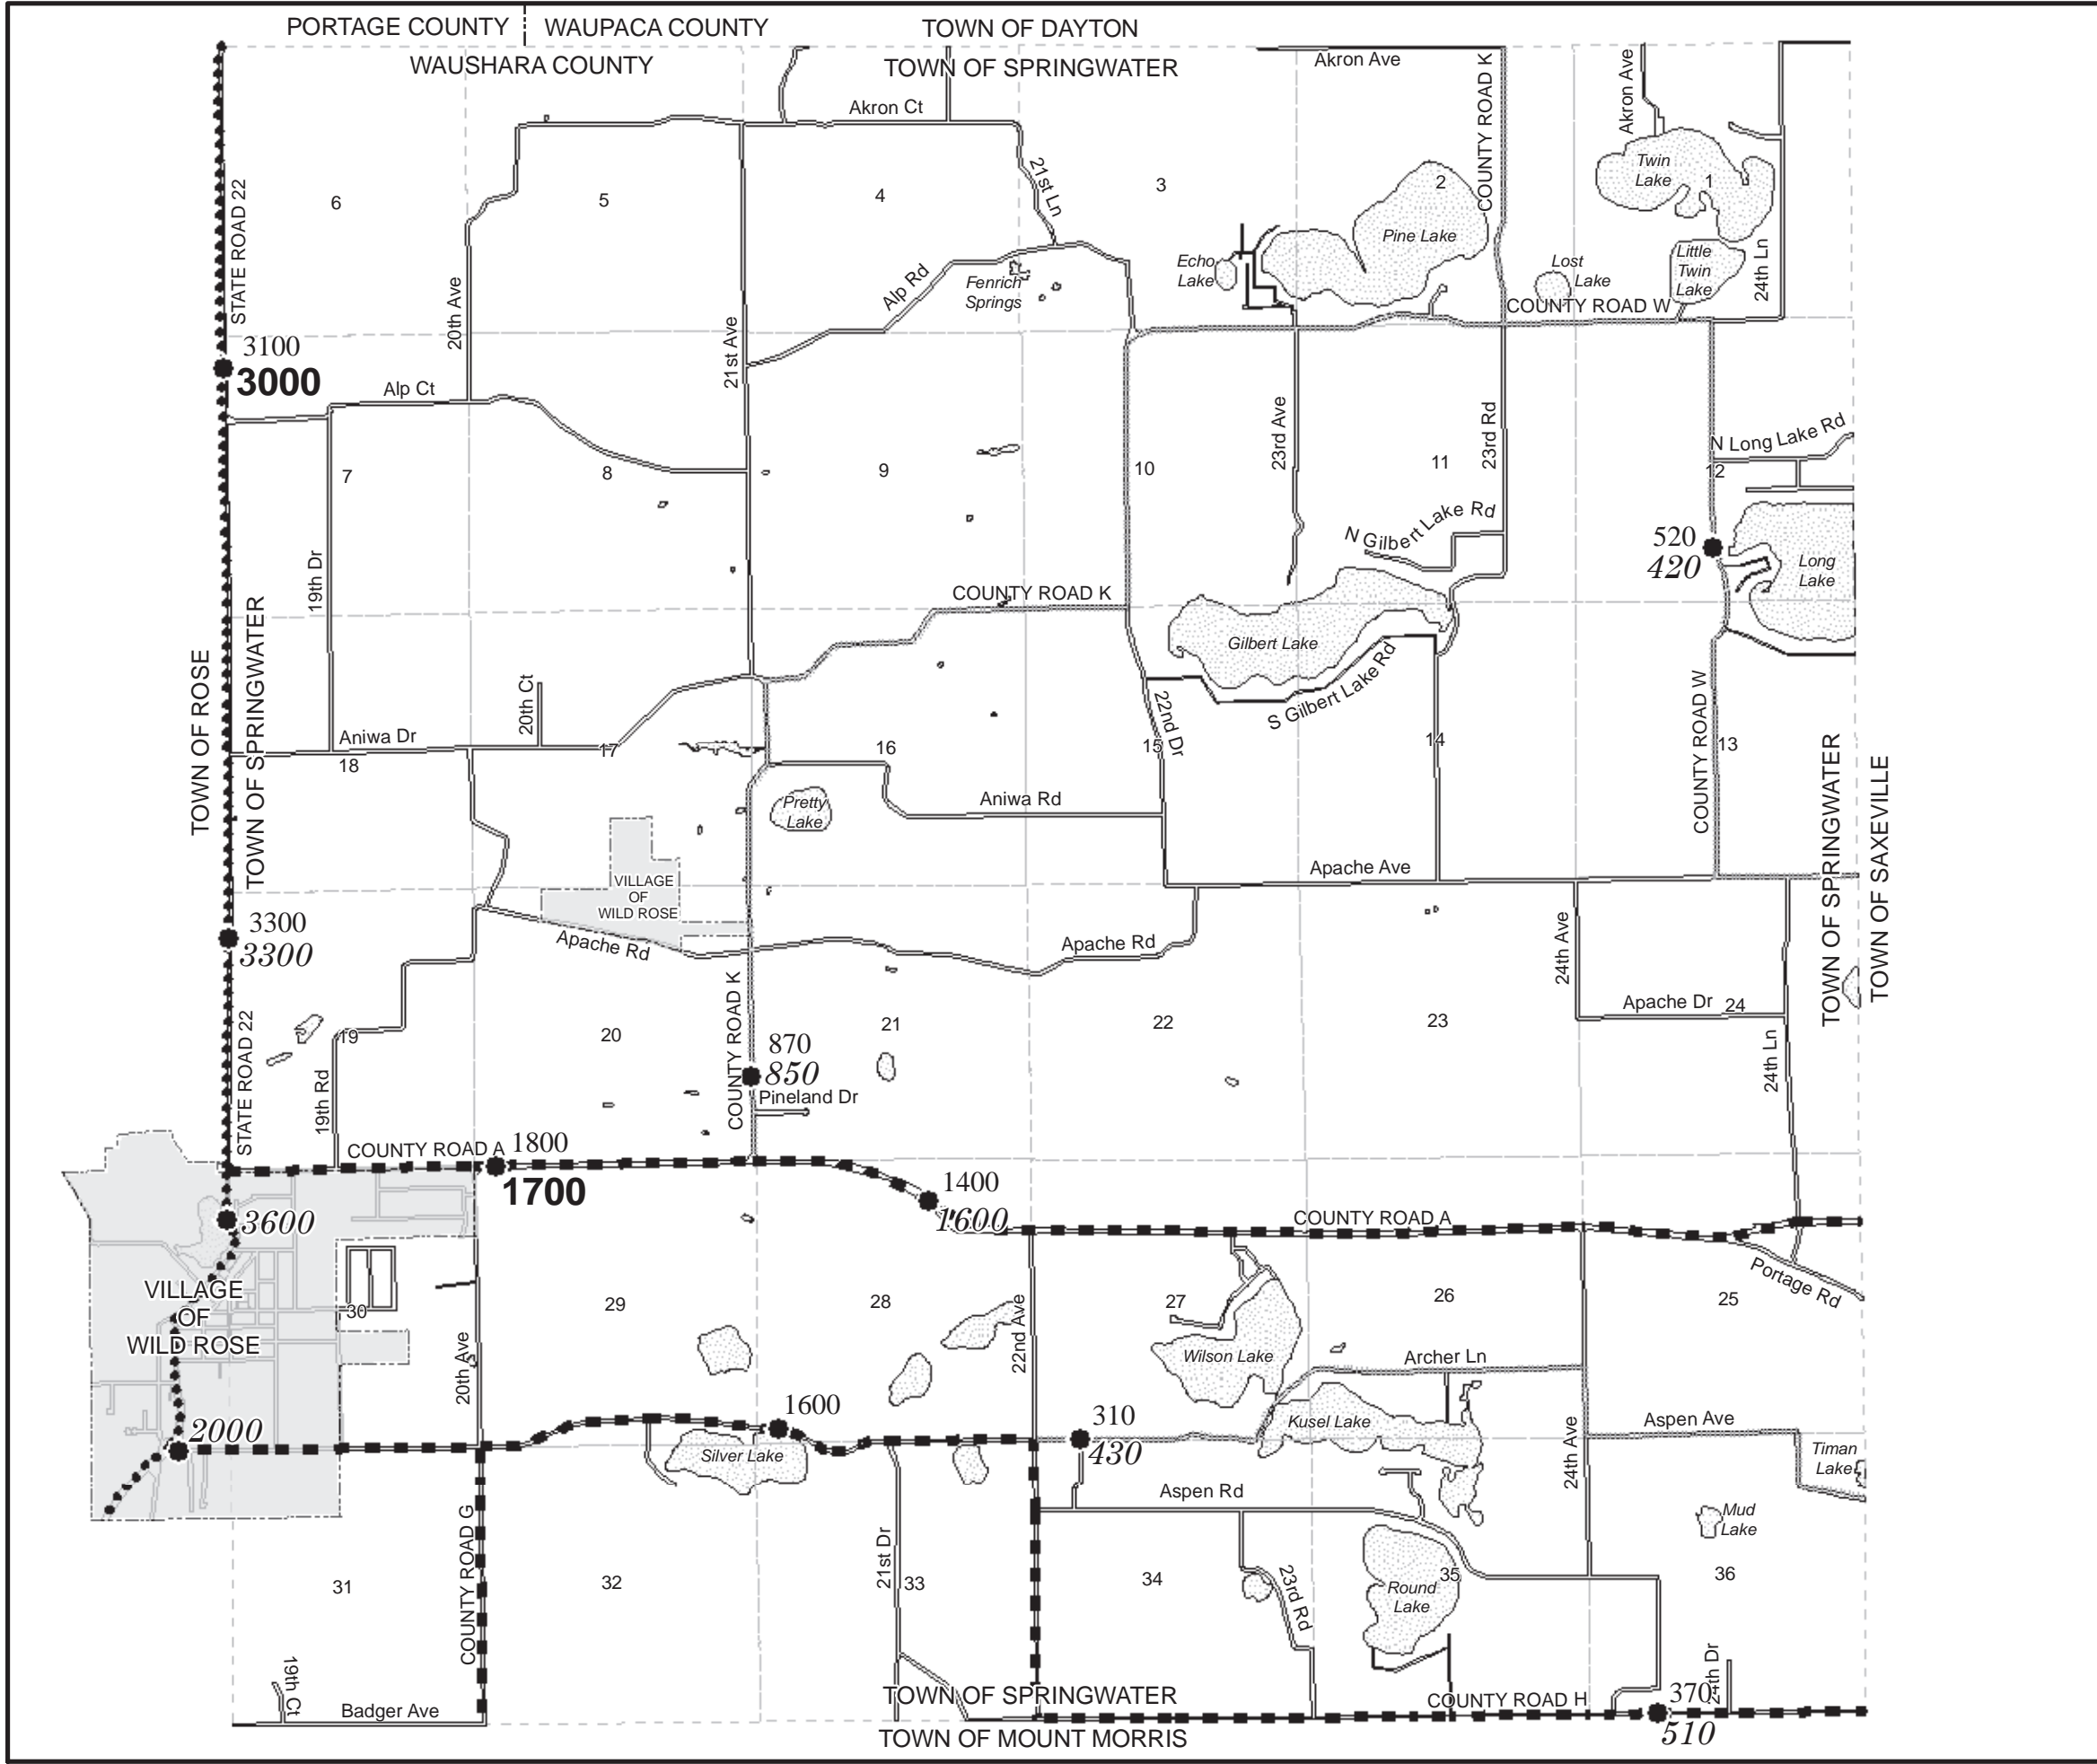 PORTAGE COUNTY
WAUPACA COUNTY
TOWN OF DAYTON
WAUSHARA COUNTY
TOWN OF SPRINGWATER
Akron Ave
COUNTY ROAD K
Akron Ave
Akron Ct
21st Ln
Twin
Lake
1
2
3
4
5
6
STATE ROAD 22
Pine Lake
Echo
Lake
Lost
Lake
Little
Twin
Lake
24th Ln
COUNTY ROAD W
Alp Rd
Fenrich
Springs
20th Ave
21st Ave
3100
3000
Alp Ct
23rd Ave
23rd Rd
N Long Lake Rd
7
8
9
10
11
12
N Gilbert Lake Rd
520
420
Long
Lake
19th Dr
COUNTY ROAD K
Gilbert Lake
S Gilbert Lake Rd
TOWN OF ROSE
TOWN OF SPRINGWATER
20th Ct
22nd Dr
COUNTY ROAD W
Aniwa Dr
18
17
16
15
14
13
TOWN OF SPRINGWATER
TOWN OF SAXEVILLE
Pretty
Lake
Aniwa Rd
Apache Ave
VILLAGE
OF
WILD ROSE
3300
3300
Apache Rd
Apache Rd
24th Ave
Apache Dr
24
STATE ROAD 22
19
20
21
22
23
COUNTY ROAD K
870
850
Pineland Dr
24th Ln
19th Rd
COUNTY ROAD A
1800
1700
1400
1600
COUNTY ROAD A
3600
VILLAGE
OF
WILD ROSE
30
29
28
27
26
25
Portage Rd
22nd Ave
Wilson Lake
Archer Ln
20th Ave
Kusel Lake
24th Ave
Aspen Ave
Timan
Lake
2000
1600
Silver Lake
310
430
Aspen Rd
Mud
Lake
COUNTY ROAD G
21st Dr
31
32
33
34
35
36
23rd Rd
Round
Lake
19th Ct
Badger Ave
TOWN OF SPRINGWATER
TOWN OF MOUNT MORRIS
COUNTY ROAD H
24th Dr
370
510